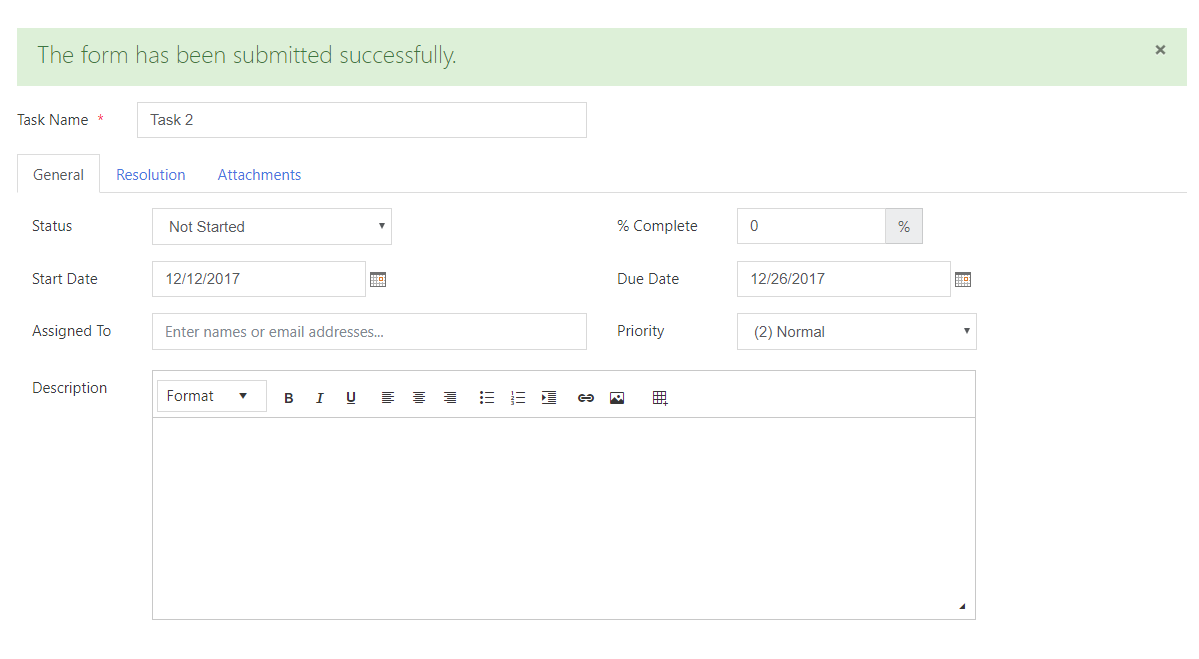 The form has been submitted successfully. ×
Task Name * Task 2
General Resolution Attachments
Status Not Started % Complete 0 %
Start Date 12/12/2017 Due Date 12/26/2017
Assigned To Enter names or email addresses... Priority (2) Normal
Description Format B I U